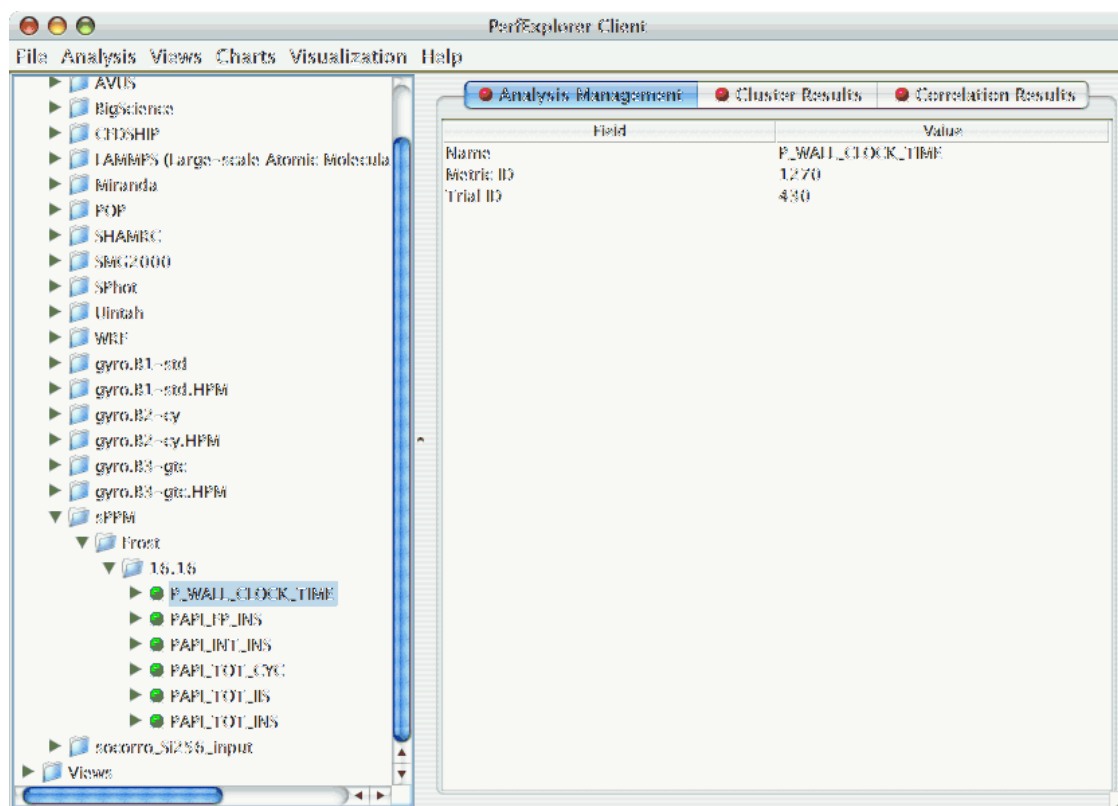 PerfExplorer Client
File Analysis Views Charts Visualization Help
AVUS
BigScience
CFDSHIP
LAMMPS (Large-scale Atomic Molecula
Miranda
POP
SHAMRC
SMG2000
SPhot
Uintah
WRF
gyro.B1-std
gyro.B1-std.HPM
gyro.B2-cy
gyro.B2-cy.HPM
gyro.B3-gtc
gyro.B3-gtc.HPM
sPPM
Frost
16.16
P_WALL_CLOCK_TIME
PAPI_FP_INS
PAPI_INT_INS
PAPI_TOT_CYC
PAPI_TOT_IIS
PAPI_TOT_INS
socorro_Si256_input
Views
Analysis Management Cluster Results Correlation Results
Field Value
Name P_WALL_CLOCK_TIME
Metric ID 1270
Trial ID 430